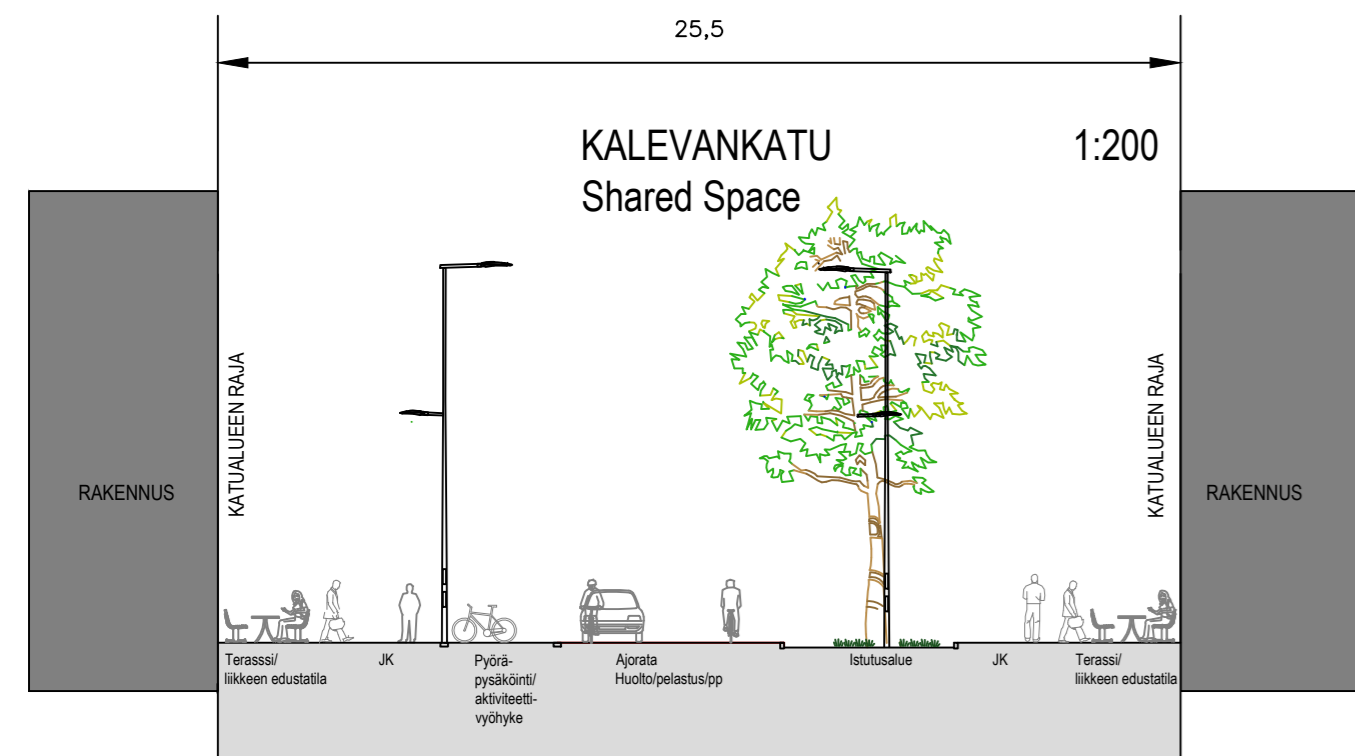 25,5
KALEVANKATU 1:200
Shared Space
KATUALUEEN RAJA
KATUALUEEN RAJA
RAKENNUS
RAKENNUS
Terasssi/
liikkeen edustatila
JK
Pyörä-
pysäköinti/
aktiviteetti-
vyöhyke
Ajorata
Huolto/pelastus/pp
Istutusalue
JK
Terassi/
liikkeen edustatila